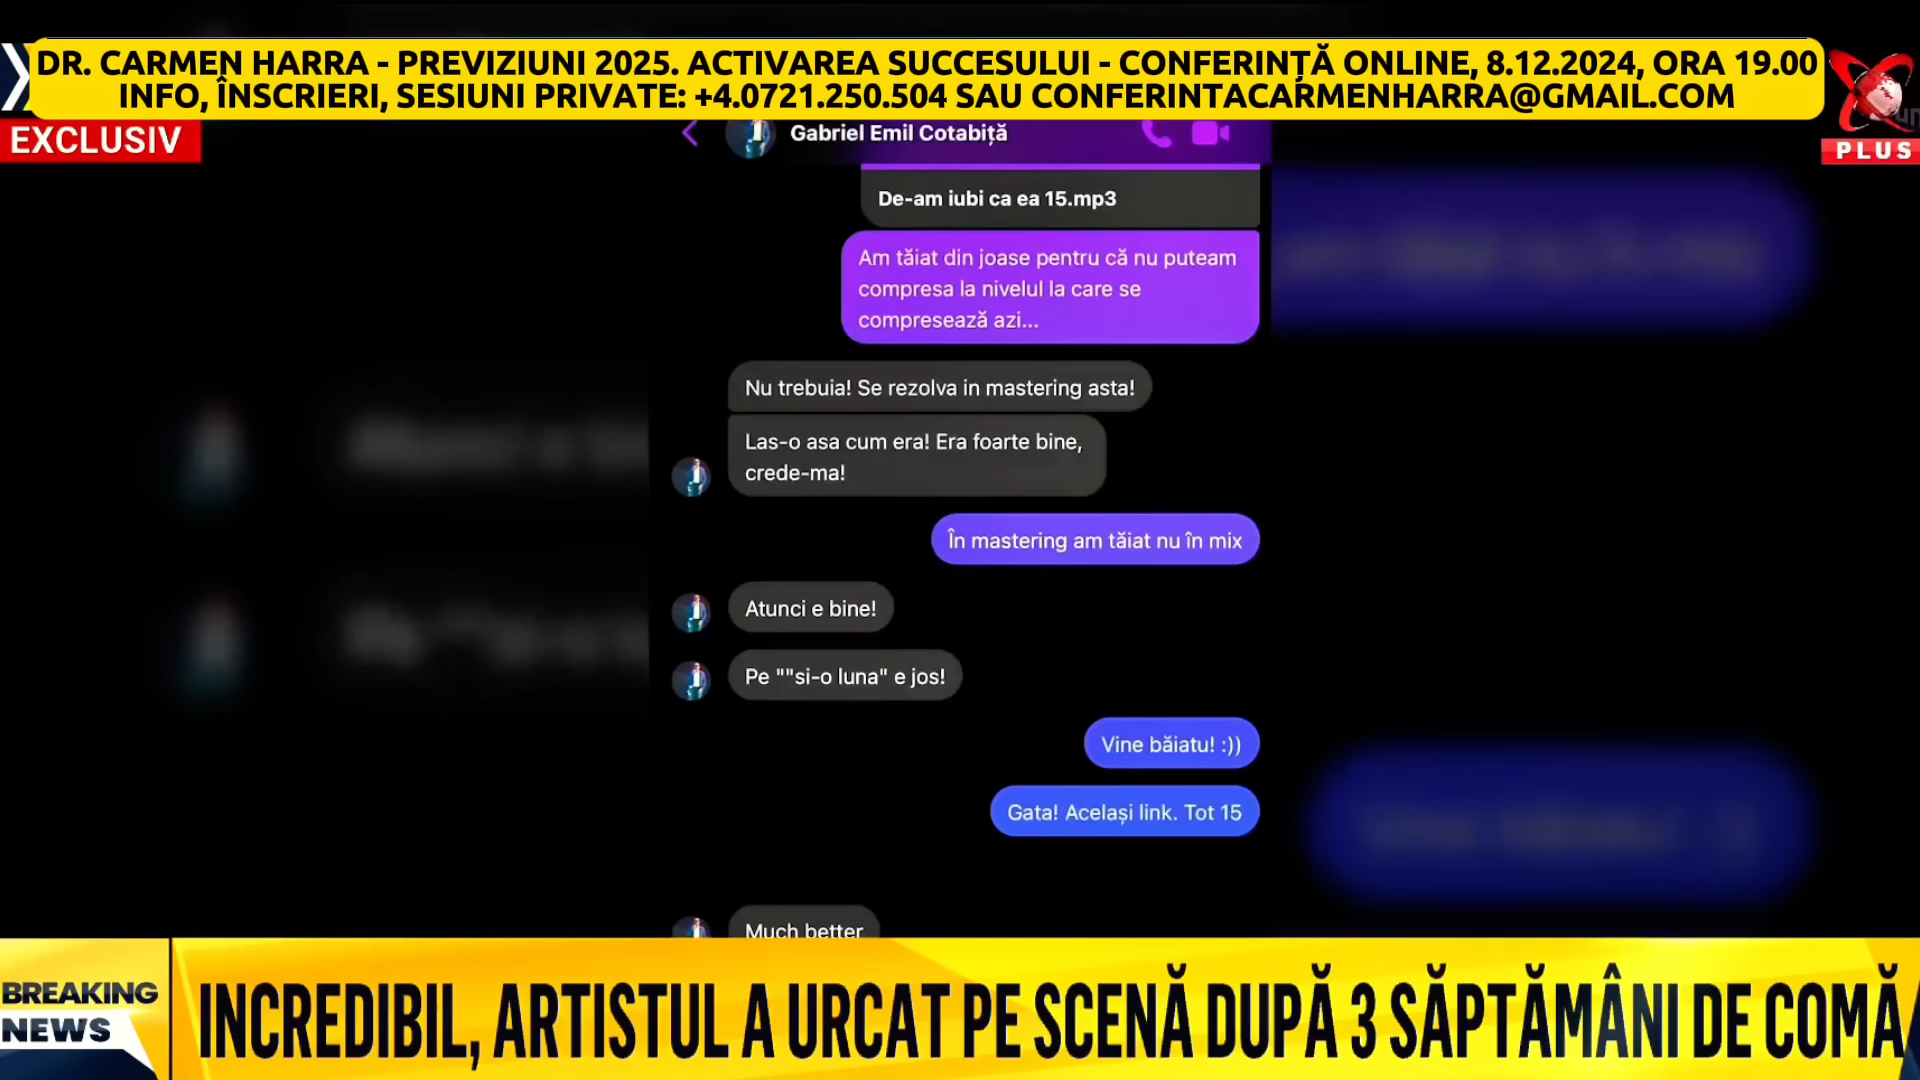 DR. CARMEN HARRA - PREVIZIUNI 2025. ACTIVAREA SUCCESULUI - CONFERINȚĂ ONLINE, 8.12.2024, ORA 19.00
INFO, ÎNSCRIERI, SESIUNI PRIVATE: +4.0721.250.504 SAU CONFERINTACARMENHARRA@GMAIL.COM
EXCLUSIV
PLUS
Gabriel Emil Cotabiță
De-am iubi ca ea 15.mp3
Am tăiat din joase pentru că nu puteam
compresa la nivelul la care se
compresează azi...
Nu trebuia! Se rezolva in mastering asta!
Las-o asa cum era! Era foarte bine,
crede-ma!
În mastering am tăiat nu în mix
Atunci e bine!
Pe ""si-o luna" e jos!
Vine băiatu! :))
Gata! Același link. Tot 15
Much better
BREAKING
NEWS
INCREDIBIL, ARTISTUL A URCAT PE SCENĂ DUPĂ 3 SĂPTĂMÂNI DE COMĂ